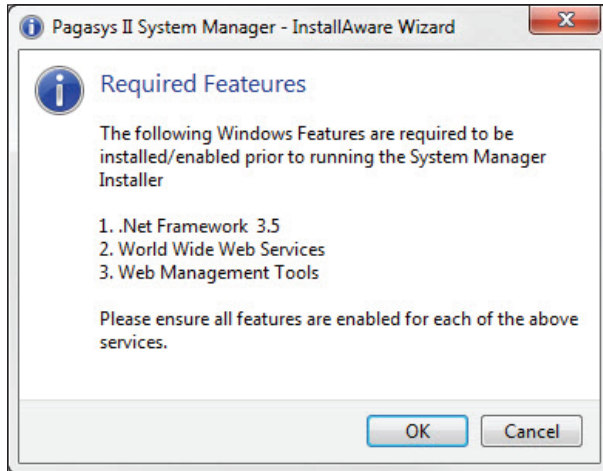 Pagasys II System Manager - InstallAware Wizard
Required Feateures
The following Windows Features are required to be
installed/enabled prior to running the System Manager
Installer
1. .Net Framework 3.5
2. World Wide Web Services
3. Web Management Tools
Please ensure all features are enabled for each of the above
services.
OK
Cancel